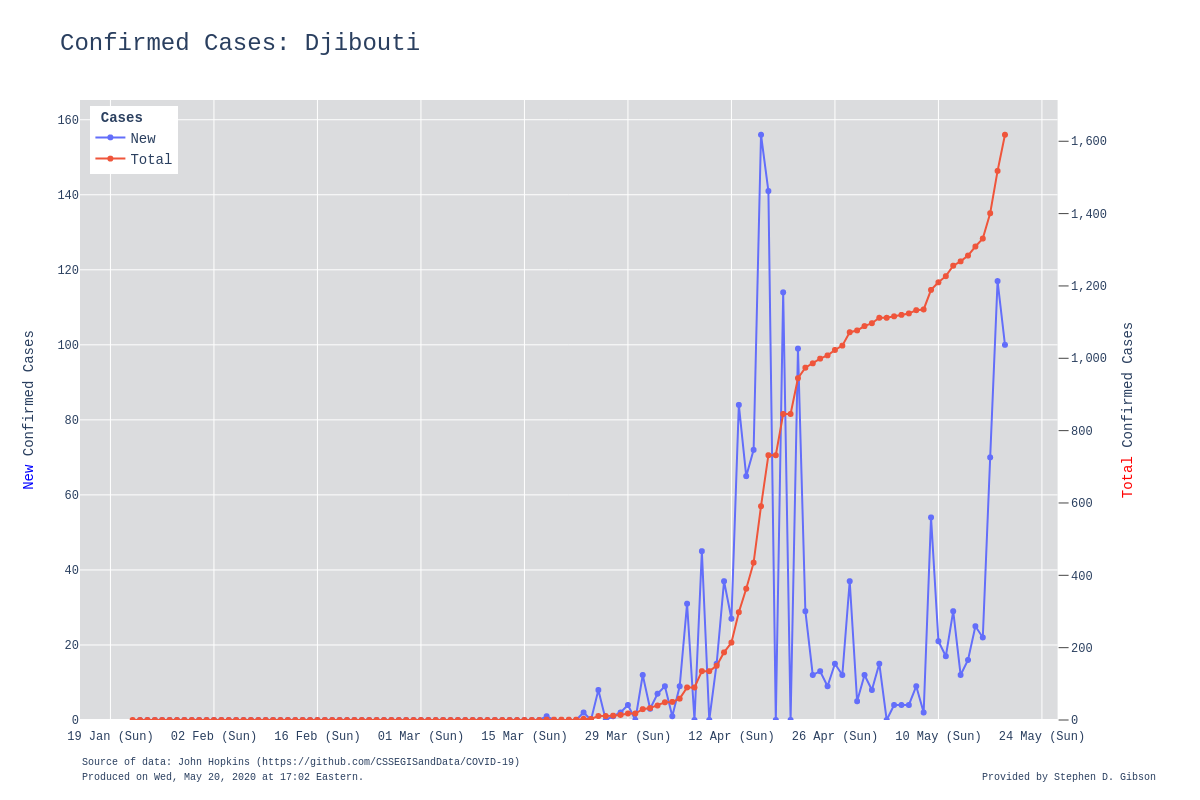 Confirmed Cases: Djibouti
Cases
New
Total
160
140
120
100
80
60
40
20
0
1,600
1,400
1,200
1,000
800
600
400
200
0
New Confirmed Cases
Total Confirmed Cases
19 Jan (Sun) 02 Feb (Sun) 16 Feb (Sun) 01 Mar (Sun) 15 Mar (Sun) 29 Mar (Sun) 12 Apr (Sun) 26 Apr (Sun) 10 May (Sun) 24 May (Sun)
Source of data: John Hopkins (https://github.com/CSSEGISandData/COVID-19)
Produced on Wed, May 20, 2020 at 17:02 Eastern.
Provided by Stephen D. Gibson